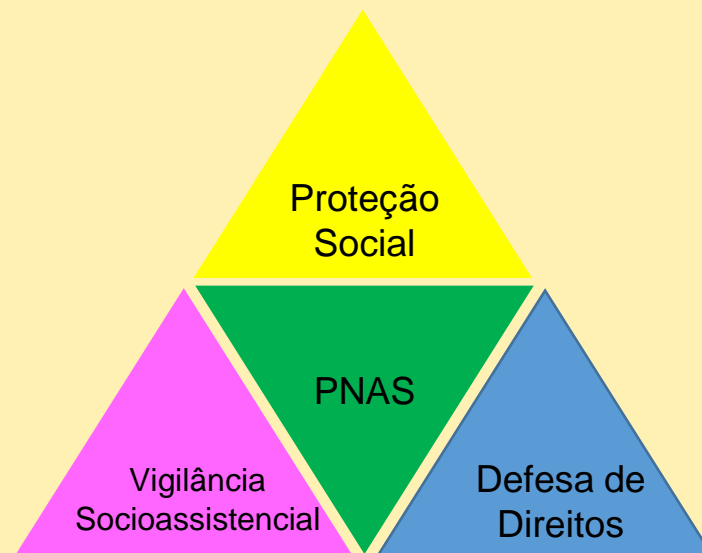 Proteção
Social
PNAS
Vigilância
Socioassistencial
Defesa de
Direitos